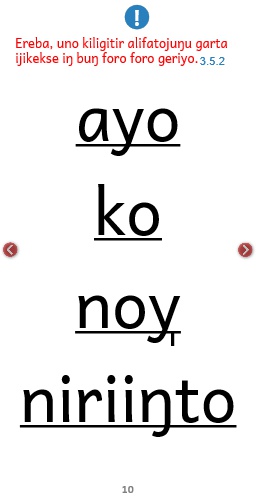 !
Ereba, uno kiligitir alifatojuŋu garta
ijikekse iŋ buŋ foro foro geriyo. 3.5.2
ayo
ko
noy̩
niriiŋto
10